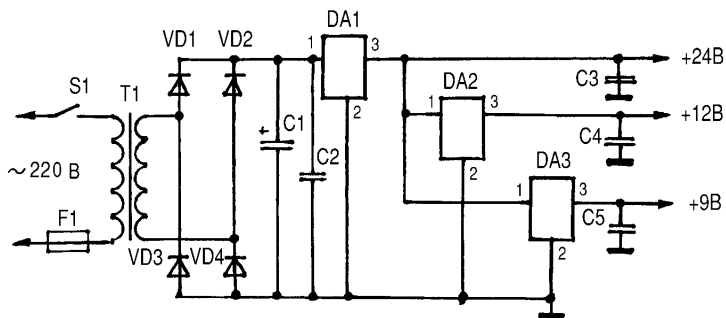 DA1
VD1 VD2
1 3
+24В
S1
T1
DA2
C3
1 3
+12В
C1
2
C4
~220 В
C2
DA3
2
1 3
+9В
F1
C5
VD3 VD4
2